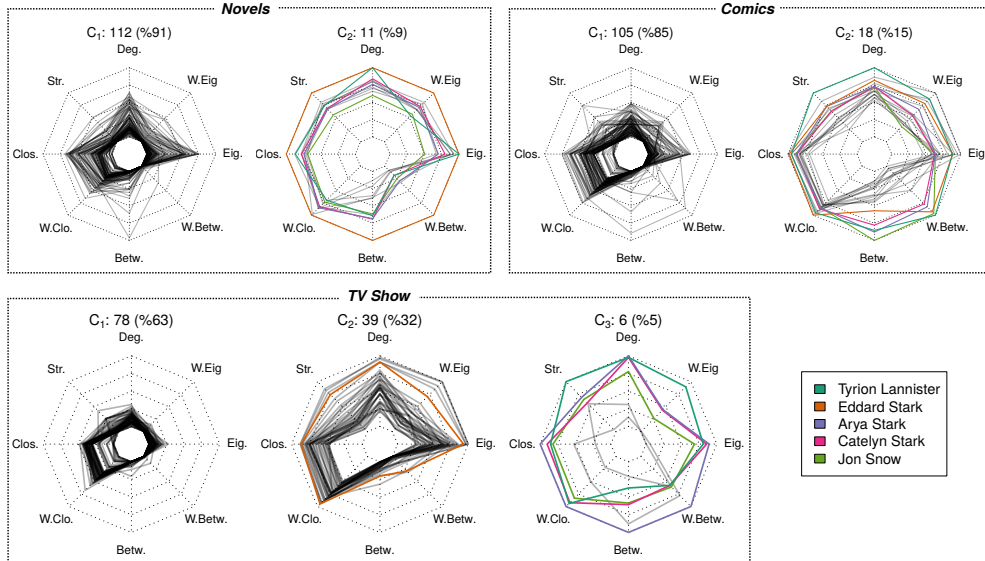 Novels
C₁: 112 (%91)
Deg.
W.Eig
Eig.
W.Betw.
Betw.
W.Clo.
Clos.
Str.
C₂: 11 (%9)
Deg.
W.Eig
Eig.
W.Betw.
Betw.
W.Clo.
Clos.
Str.
Comics
C₁: 105 (%85)
Deg.
W.Eig
Eig.
W.Betw.
Betw.
W.Clo.
Clos.
Str.
C₂: 18 (%15)
Deg.
W.Eig
Eig.
W.Betw.
Betw.
W.Clo.
Clos.
Str.
TV Show
C₁: 78 (%63)
Deg.
W.Eig
Eig.
W.Betw.
Betw.
W.Clo.
Clos.
Str.
C₂: 39 (%32)
Deg.
W.Eig
Eig.
W.Betw.
Betw.
W.Clo.
Clos.
Str.
C₃: 6 (%5)
Deg.
W.Eig
Eig.
W.Betw.
Betw.
W.Clo.
Clos.
Str.
Tyrion Lannister
Eddard Stark
Arya Stark
Catelyn Stark
Jon Snow